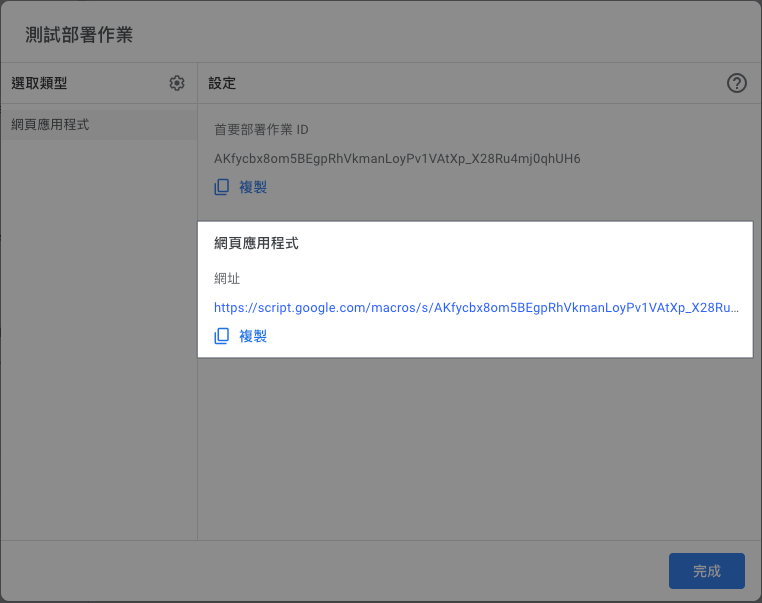 測試部署作業
選取類型
設定
網頁應用程式
首要部署作業 ID
AKfycbx8om5BEgpRhVkmanLoyPv1VAtXp_X28Ru4mj0qhUH6
複製
網頁應用程式
網址
https://script.google.com/macros/s/AKfycbx8om5BEgpRhVkmanLoyPv1VAtXp_X28Ru...
複製
完成